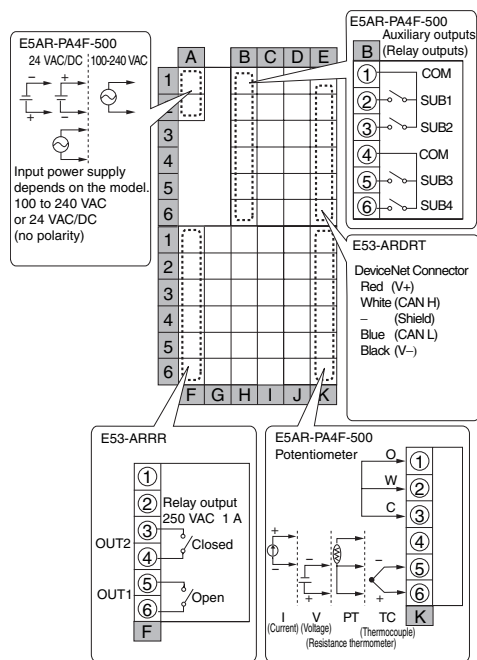 E5AR-PA4F-500
24 VAC/DC 100-240 VAC
− + 
+ −
Input power supply
depends on the model.
100 to 240 VAC
or 24 VAC/DC
(no polarity)
A B C D E
1
2
3
4
5
6
1
2
3
4
5
6
F G H I J K
E5AR-PA4F-500
Auxiliary outputs
(Relay outputs)
B
1 COM
2 SUB1
3 SUB2
4 COM
5 SUB3
6 SUB4
E53-ARDRT
DeviceNet Connector
Red (V+)
White (CAN H)
− (Shield)
Blue (CAN L)
Black (V−)
E53-ARRR
1
2 Relay output
250 VAC 1 A
3
OUT2 Closed
4
5
OUT1 Open
6
F
E5AR-PA4F-500
Potentiometer
O 1
W 2
C 3
4
5
6
+ − −
− + +
I V PT TC K
(Current) (Voltage) (Thermocouple)
(Resistance thermometer)